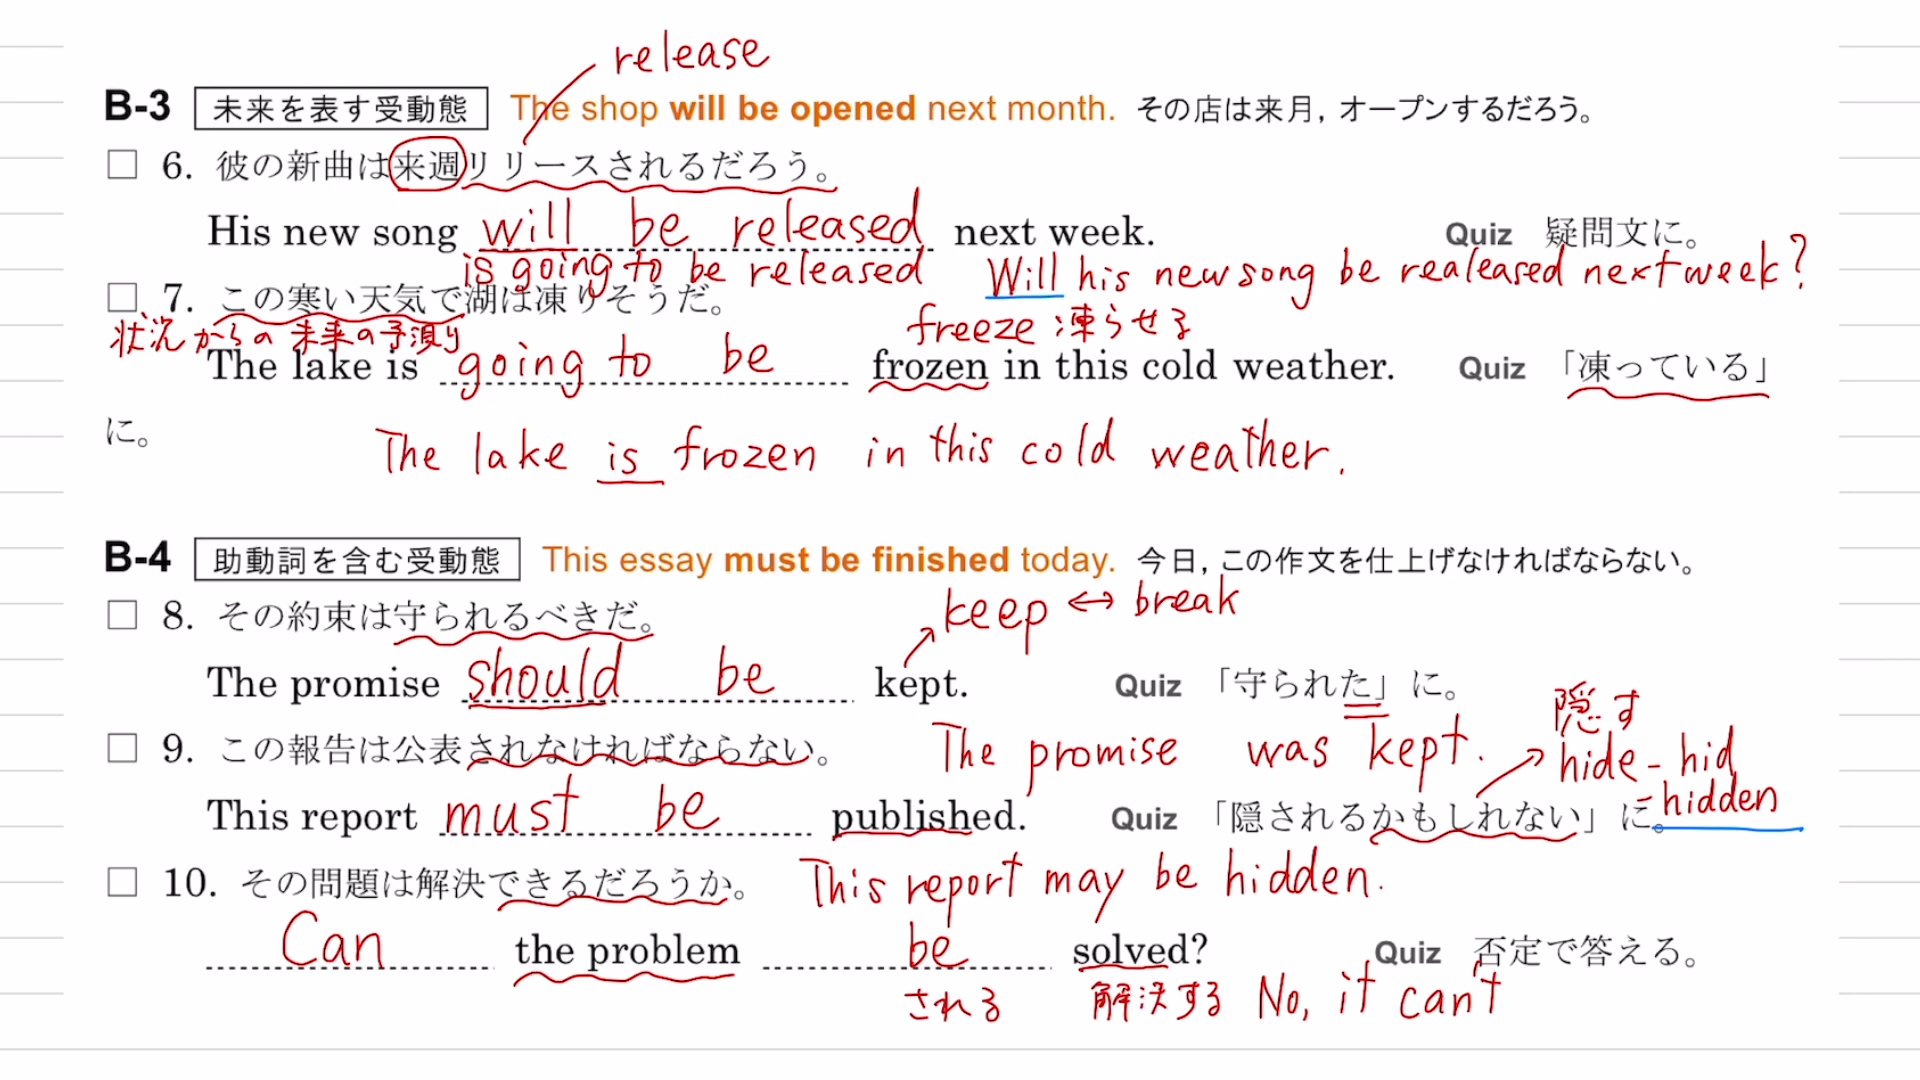 release
B-3 未来を表す受動態 The shop will be opened next month. その店は来月，オープンするだろう。
□ 6. 彼の新曲は来週リリースされるだろう。
His new song will be released next week. Quiz 疑問文に。
is going to be released Will his new song be realeased next week?
□ 7. この寒い天気で湖は凍りそうだ。
状況からの未来の予測り freeze 凍らせる
The lake is going to be frozen in this cold weather. Quiz 「凍っている」
に。
The lake is frozen in this cold weather.
B-4 助動詞を含む受動態 This essay must be finished today. 今日，この作文を仕上げなければならない。
keep ↔ break
□ 8. その約束は守られるべきだ。
The promise should be kept. Quiz 「守られた」に。
隠す
□ 9. この報告は公表されなければならない。 The promise was kept. hide - hid
- hidden
This report must be published. Quiz 「隠されるかもしれない」に。
□ 10. その問題は解決できるだろうか。 This report may be hidden.
Can the problem be solved? Quiz 否定で答える。
される 解決する No, it can't